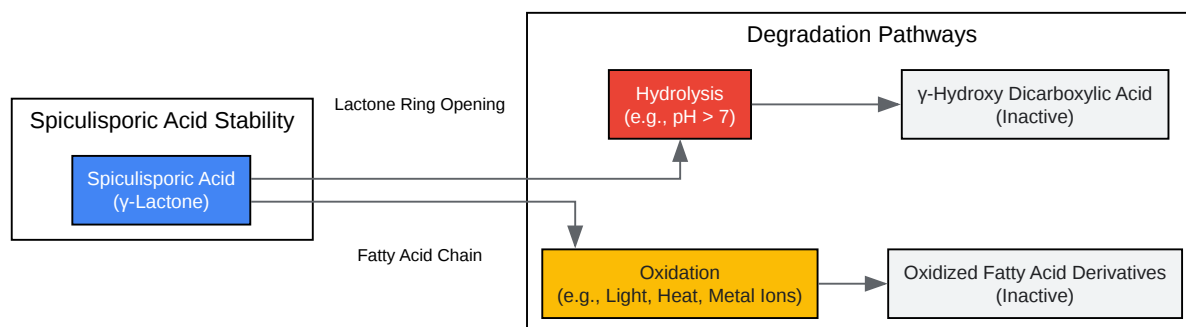 Degradation Pathways
Hydrolysis
(e.g., pH > 7)
γ-Hydroxy Dicarboxylic Acid
(Inactive)
Lactone Ring Opening
Spiculisporic Acid Stability
Spiculisporic Acid
(γ-Lactone)
Fatty Acid Chain
Oxidation
(e.g., Light, Heat, Metal Ions)
Oxidized Fatty Acid Derivatives
(Inactive)